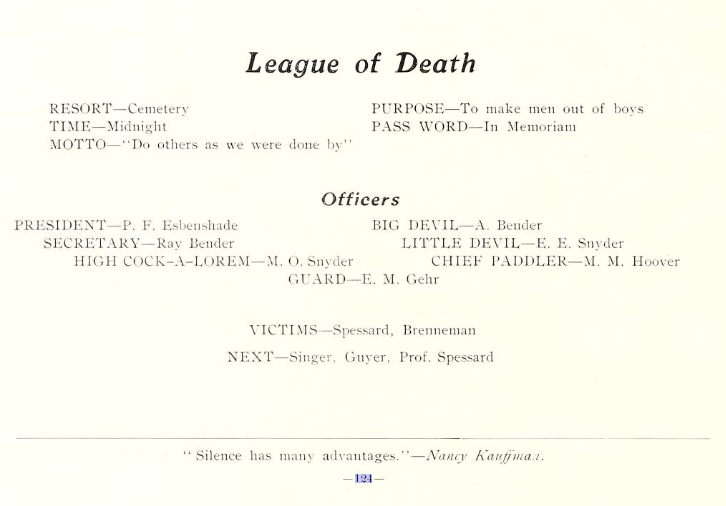 League of Death
RESORT—Cemetery
TIME—Midnight
MOTTO—"Do others as we were done by"
PURPOSE—To make men out of boys
PASS WORD—In Memoriam
Officers
PRESIDENT—P. F. Esbenshade
SECRETARY—Ray Bender
HIGH COCK-A-LOREM—M. O. Snyder
BIG DEVIL—A. Bender
LITTLE DEVIL—E. E. Snyder
CHIEF PADDLER—M. M. Hoover
GUARD—E. M. Gehr
VICTIMS—Spessard, Brenneman
NEXT—Singer, Guyer, Prof. Spessard
"Silence has many advantages."—Nancy Kauffman.
—124—